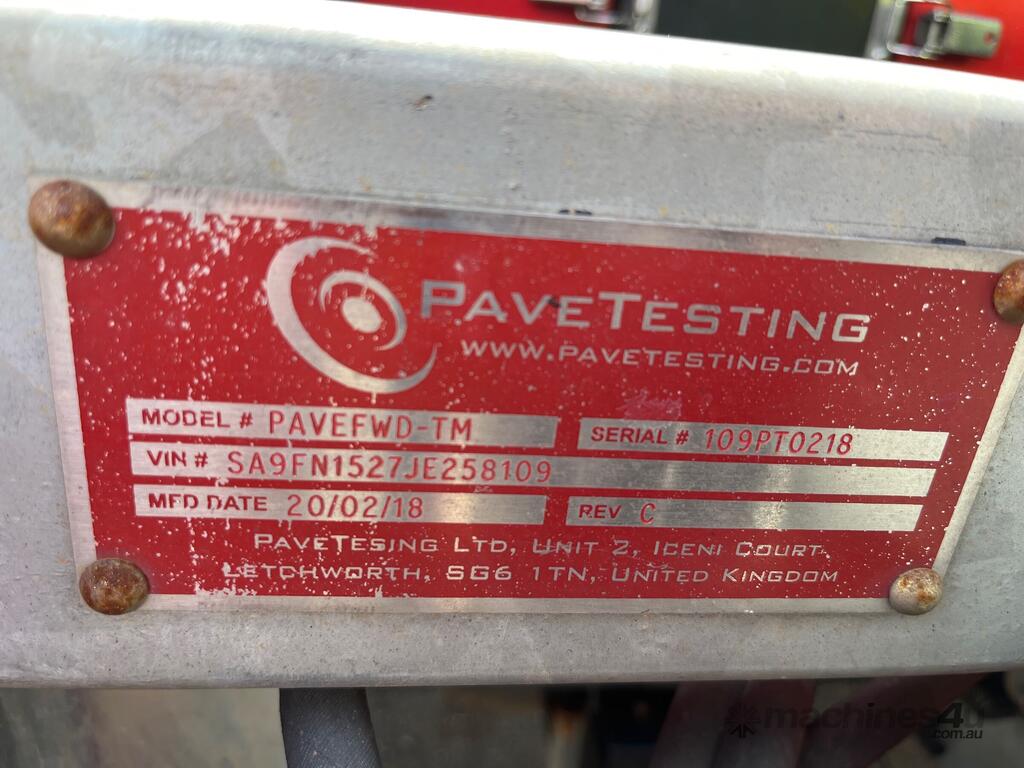 PAVETESTING
WWW.PAVETESTING.COM
MODEL # PAVEFWD-TM
SERIAL # 109PT0218
VIN # SA9FN1527JE258109
MFD DATE 20/02/18
REV C
PAVETESING LTD, UNIT 2, ICENI COURT
LETCHWORTH, SG6 1TN, UNITED KINGDOM
machines4u
.com.au